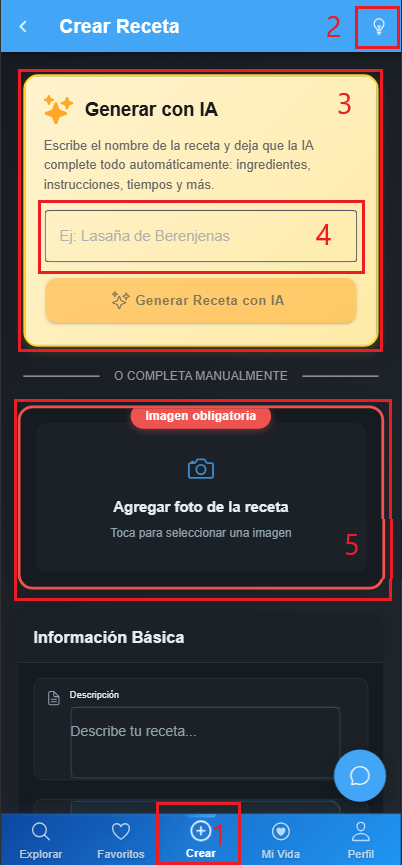 Crear Receta
2
Generar con IA
3
Escribe el nombre de la receta y deja que la IA
complete todo automáticamente: ingredientes,
instrucciones, tiempos y más.
Ej: Lasaña de Berenjenas
4
Generar Receta con IA
O COMPLETA MANUALMENTE
Imagen obligatoria
Agregar foto de la receta
Toca para seleccionar una imagen
5
Información Básica
Descripción
Describe tu receta...
1
Explorar
Favoritos
Crear
Mi Vida
Perfil